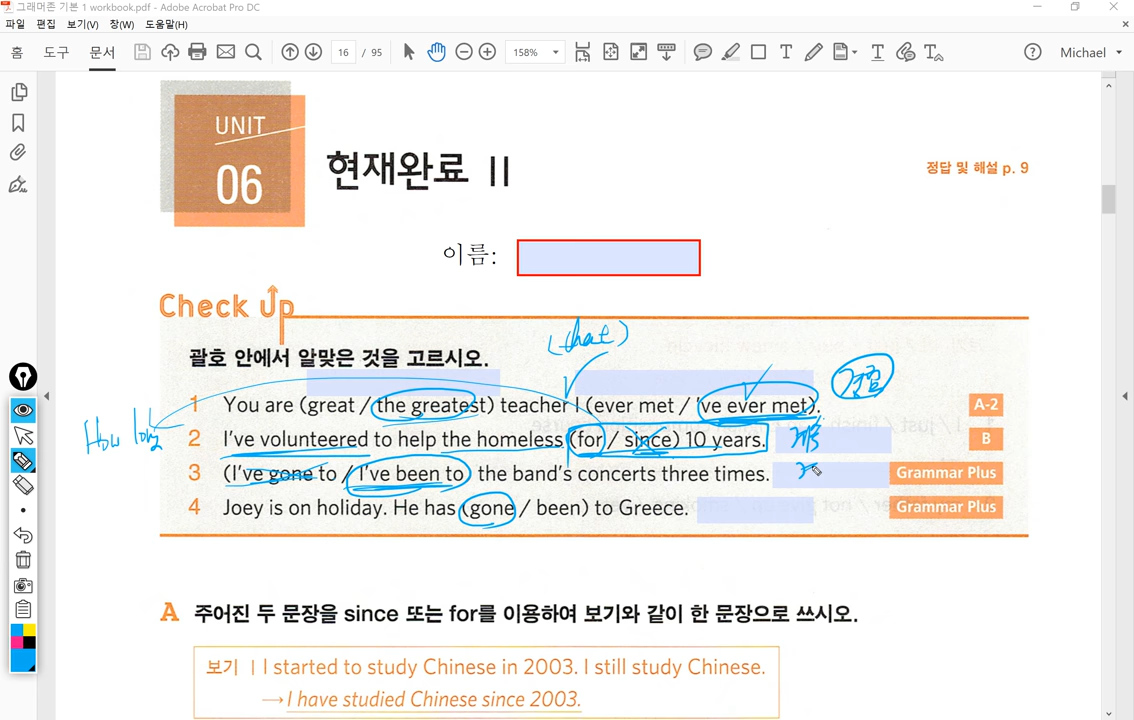 그래머존 기본 1 workbook.pdf - Adobe Acrobat Pro DC
파일 편집 보기(V) 창(W) 도움말(H)
홈 도구 문서 16 / 95 158% Michael
UNIT
06
현재완료 II
정답 및 해설 p. 9
이름:
Check Up
(that)
괄호 안에서 알맞은 것을 고르시오.
경험
1 You are (great / the greatest) teacher I (ever met / 've ever met). A-2
How long
2 I've volunteered to help the homeless (for / since) 10 years. 계속 B
3 (I've gone to / I've been to) the band's concerts three times. Grammar Plus
4 Joey is on holiday. He has (gone / been) to Greece. Grammar Plus
A 주어진 두 문장을 since 또는 for를 이용하여 보기와 같이 한 문장으로 쓰시오.
보기 | I started to study Chinese in 2003. I still study Chinese.
→ I have studied Chinese since 2003.